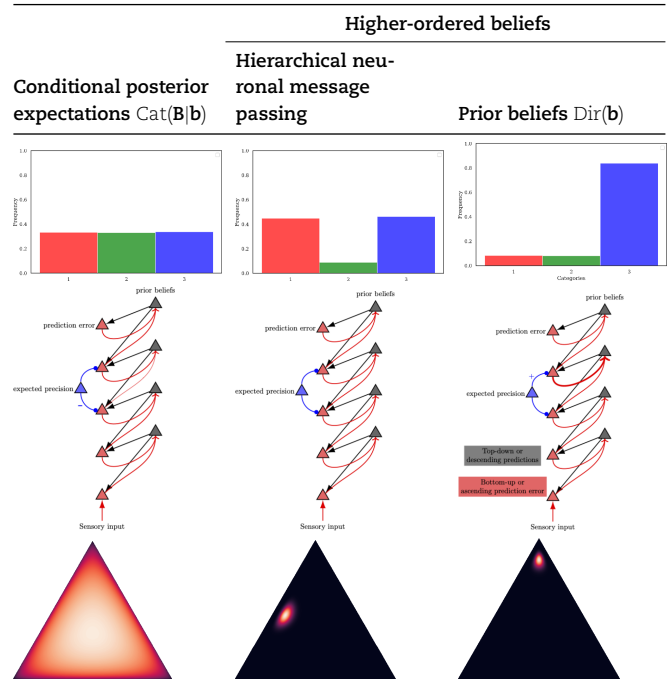 Higher-ordered beliefs
Conditional posterior
expectations Cat(B|b)
Hierarchical neu-
ronal message
passing
Prior beliefs Dir(b)
1.0
0.8
0.6
0.4
0.2
0.0
Frequency
1 2 3
1.0
0.8
0.6
0.4
0.2
0.0
Frequency
1 2 3
1.0
0.8
0.6
0.4
0.2
0.0
Frequency
1 2 3
Categories
prior beliefs
prediction error
expected precision
−
Sensory input
prior beliefs
prediction error
expected precision
Sensory input
prior beliefs
prediction error
+
expected precision
Top-down or
descending predictions
Bottom-up or
ascending prediction error
Sensory input